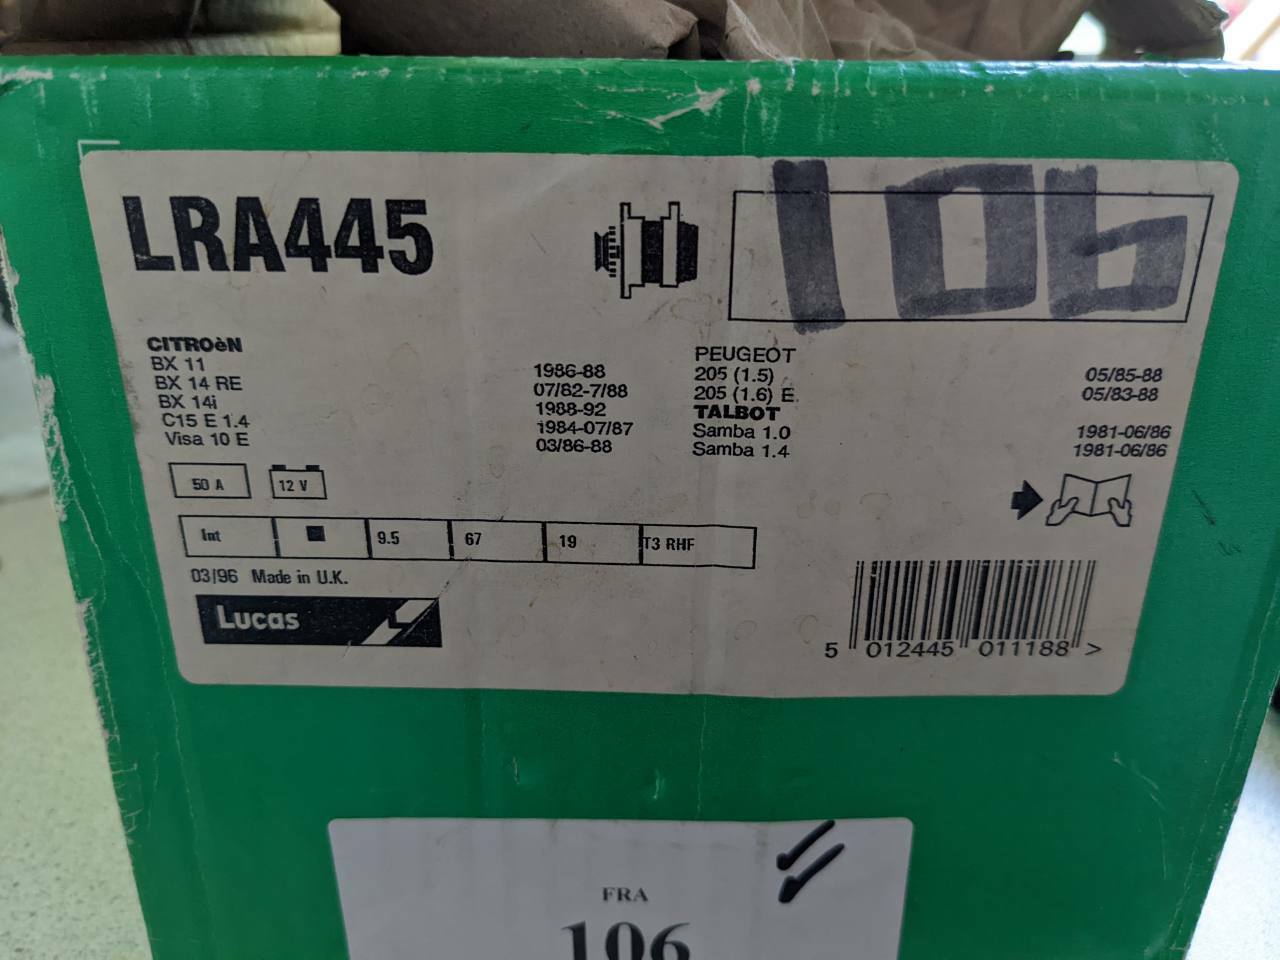 LRA445
106
CITROèN
BX 11 1986-88
BX 14 RE 07/82-7/88
BX 14i 1988-92
C15 E 1.4 1984-07/87
Visa 10 E 03/86-88
PEUGEOT
205 (1.5) 05/85-88
205 (1.6) E 05/83-88
TALBOT
Samba 1.0 1981-06/86
Samba 1.4 1981-06/86
50 A 12 V
Int 9.5 67 19 T3 RHF
03/96 Made in U.K.
Lucas
5 012445 011188 >
FRA
106